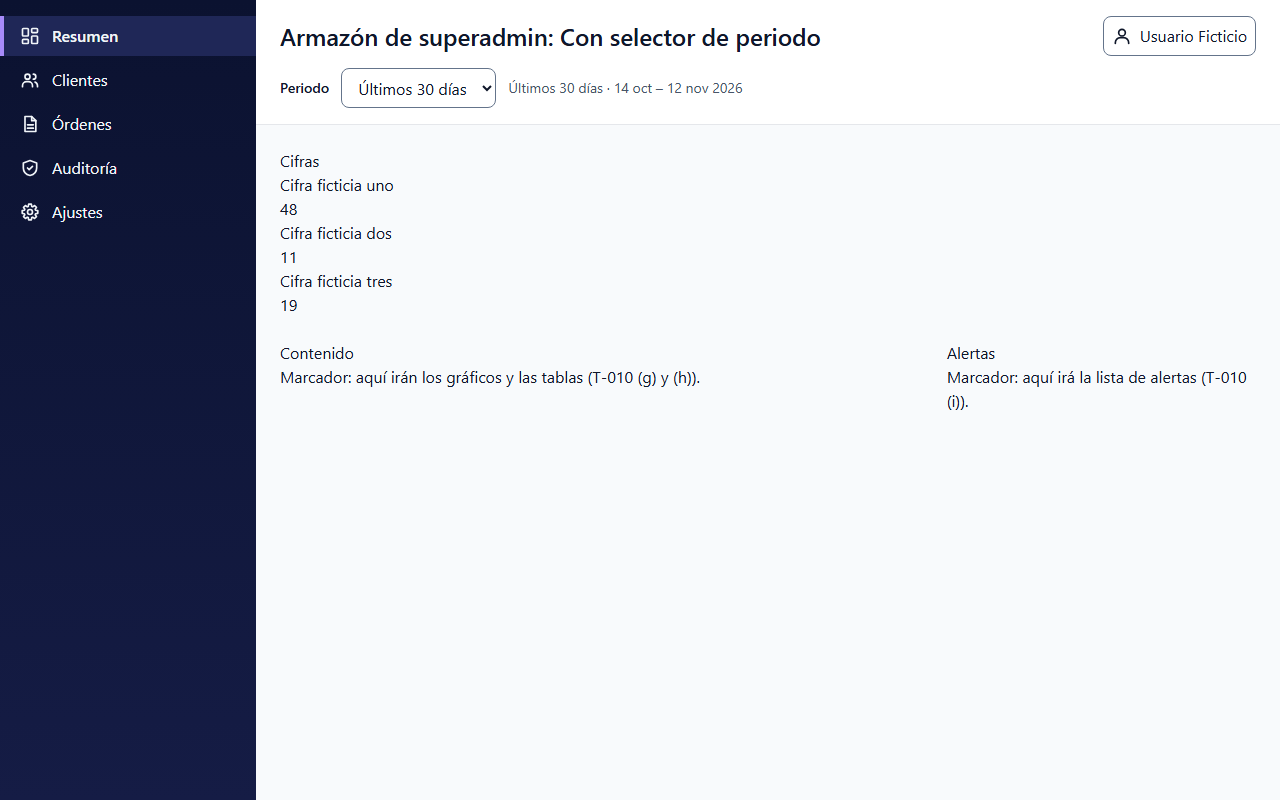 Resumen
Clientes
Órdenes
Auditoría
Ajustes
Armazón de superadmin: Con selector de periodo
Usuario Ficticio
Periodo
Últimos 30 días
Últimos 30 días · 14 oct – 12 nov 2026
Cifras
Cifra ficticia uno
48
Cifra ficticia dos
11
Cifra ficticia tres
19
Contenido
Marcador: aquí irán los gráficos y las tablas (T-010 (g) y (h)).
Alertas
Marcador: aquí irá la lista de alertas (T-010
(i)).